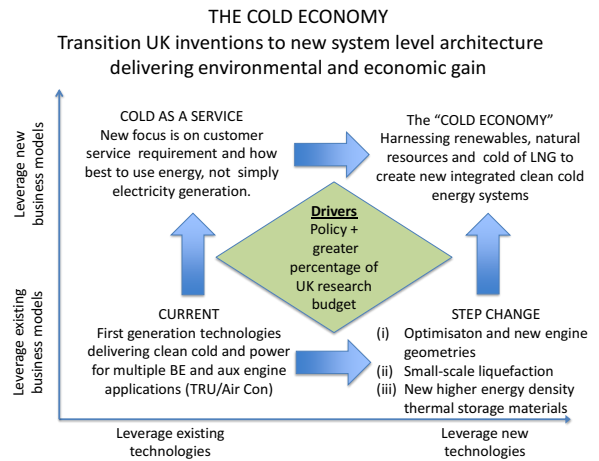 THE COLD ECONOMY
Transition UK inventions to new system level architecture
delivering environmental and economic gain
Leverage new
business models
COLD AS A SERVICE
New focus is on customer
service requirement and how
best to use energy, not simply
electricity generation.
The “COLD ECONOMY”
Harnessing renewables, natural
resources and cold of LNG to
create new integrated clean cold
energy systems
Drivers
Policy +
greater
percentage of
UK research
budget
Leverage existing
business models
CURRENT
First generation technologies
delivering clean cold and power
for multiple BE and aux engine
applications (TRU/Air Con)
STEP CHANGE
(i) Optimisaton and new engine
geometries
(ii) Small-scale liquefaction
(iii) New higher energy density
thermal storage materials
Leverage existing
technologies
Leverage new
technologies